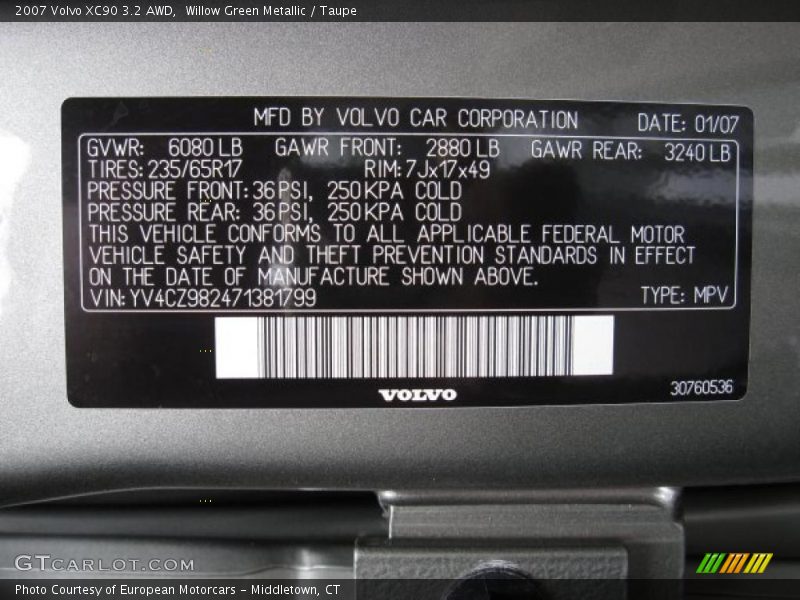 2007 Volvo XC90 3.2 AWD, Willow Green Metallic / Taupe
MFD BY VOLVO CAR CORPORATION DATE: 01/07
GVWR: 6080 LB GAWR FRONT: 2880 LB GAWR REAR: 3240 LB
TIRES: 235/65R17 RIM: 7Jx17x49
PRESSURE FRONT: 36 PSI, 250 KPA COLD
PRESSURE REAR: 36 PSI, 250 KPA COLD
THIS VEHICLE CONFORMS TO ALL APPLICABLE FEDERAL MOTOR
VEHICLE SAFETY AND THEFT PREVENTION STANDARDS IN EFFECT
ON THE DATE OF MANUFACTURE SHOWN ABOVE.
VIN: YV4CZ982471381799 TYPE: MPV
VOLVO 30760536
GTCARLOT.COM
Photo Courtesy of European Motorcars - Middletown, CT